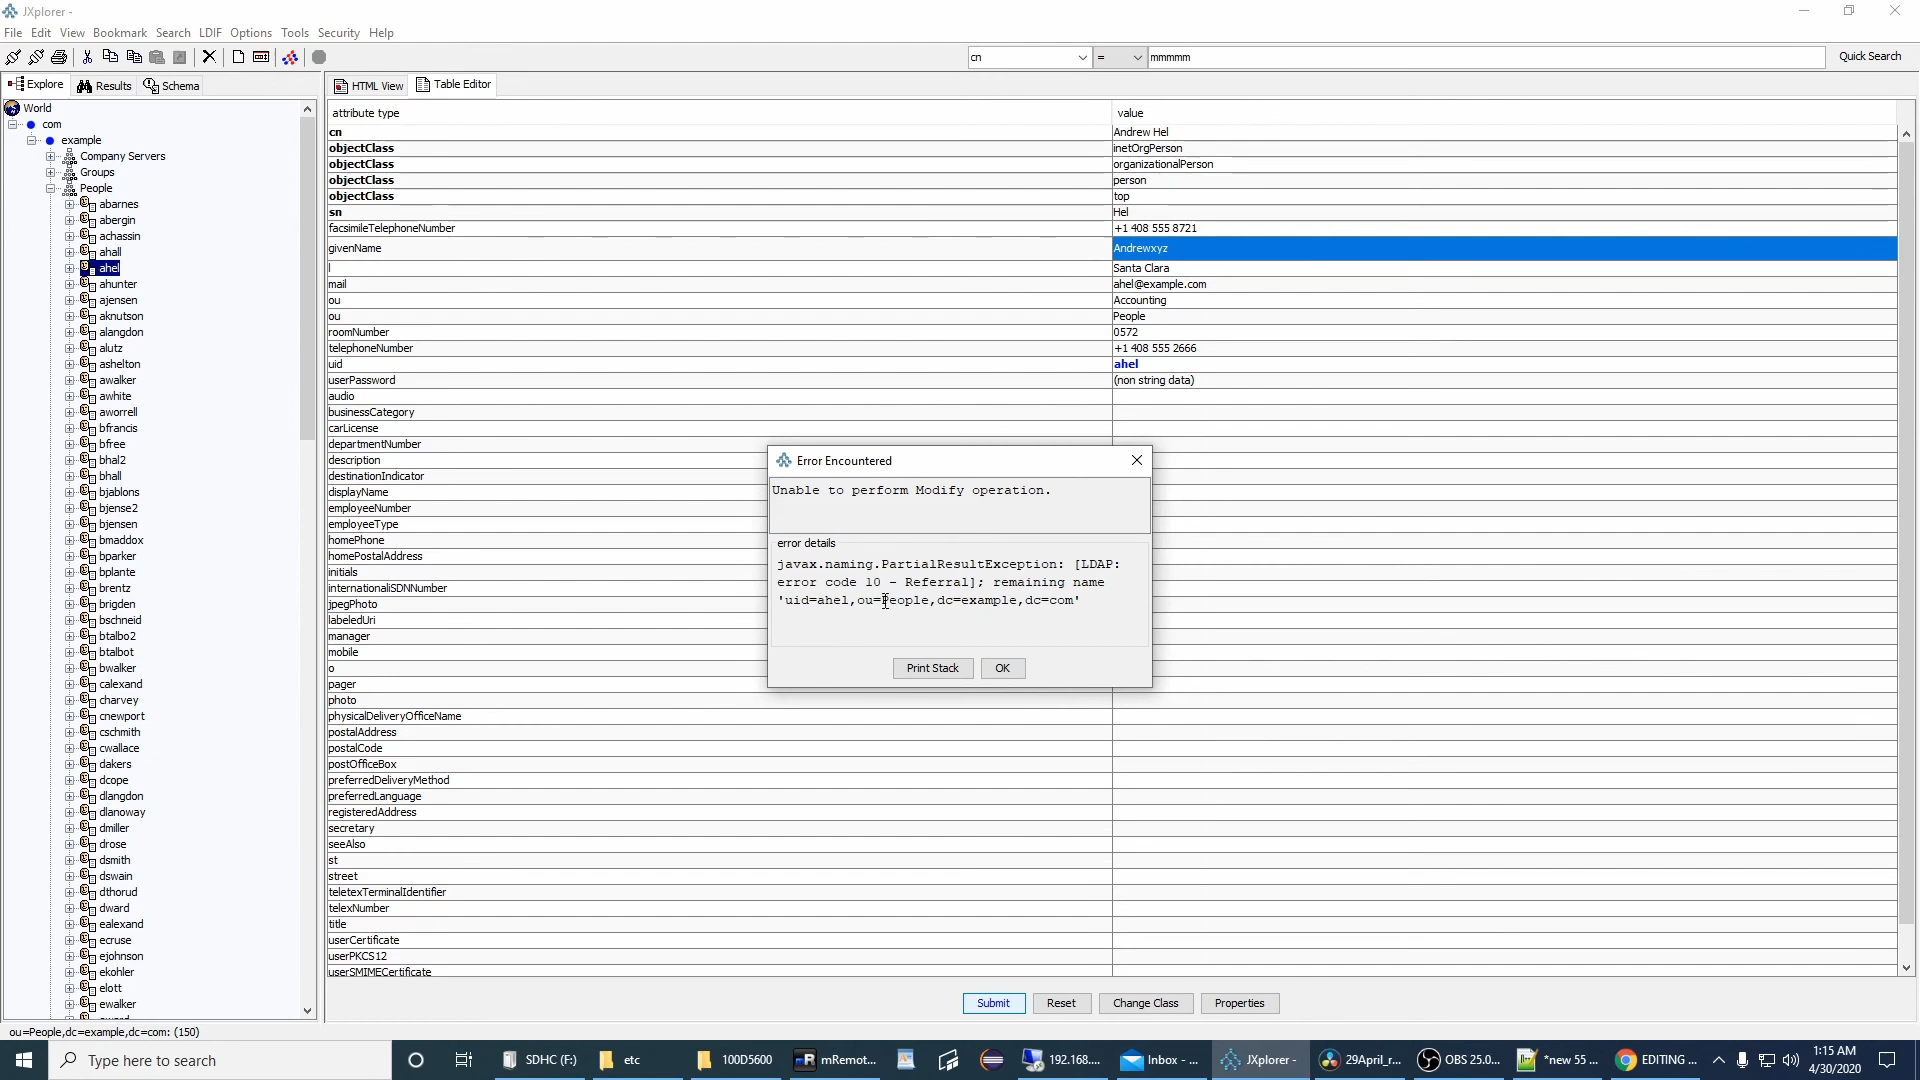 JXplorer -
File Edit View Bookmark Search LDIF Options Tools Security Help
cn = mmmmm Quick Search
Explore Results Schema
HTML View Table Editor
World
com
example
Company Servers
Groups
People
abarnes
abergin
achassin
ahall
ahel
ahunter
ajensen
aknutson
alangdon
alutz
ashelton
awalker
awhite
aworrell
bfrancis
bfree
bhal2
bhall
bjablons
bjense2
bjensen
bmaddox
bparker
bplante
brentz
brigden
bschneid
btalbo2
btalbot
bwalker
calexand
charvey
cnewport
cschmith
cwallace
dakers
dcope
dlangdon
dlanoway
dmiller
drose
dsmith
dswain
dthorud
dward
ealexand
ecruse
ejohnson
ekohler
elott
ewalker
attribute type value
cn Andrew Hel
objectClass inetOrgPerson
objectClass organizationalPerson
objectClass person
objectClass top
sn Hel
facsimileTelephoneNumber +1 408 555 8721
givenName Andrewxyz
l Santa Clara
mail ahel@example.com
ou Accounting
ou People
roomNumber 0572
telephoneNumber +1 408 555 2666
uid ahel
userPassword (non string data)
audio
businessCategory
carLicense
departmentNumber
description
destinationIndicator
displayName
employeeNumber
employeeType
homePhone
homePostalAddress
initials
internationaliSDNNumber
jpegPhoto
labeledUri
manager
mobile
o
pager
photo
physicalDeliveryOfficeName
postalAddress
postalCode
postOfficeBox
preferredDeliveryMethod
preferredLanguage
registeredAddress
secretary
seeAlso
st
street
teletexTerminalIdentifier
telexNumber
title
userCertificate
userPKCS12
userSMIMECertificate
Error Encountered
Unable to perform Modify operation.
error details
javax.naming.PartialResultException: [LDAP:
error code 10 - Referral]; remaining name
'uid=ahel,ou=People,dc=example,dc=com'
Print Stack OK
Submit Reset Change Class Properties
ou=People,dc=example,dc=com: (150)
Type here to search
SDHC (F:) etc 100D5600 mRemot... 192.168.... Inbox - ... JXplorer - 29April_r... OBS 25.0... *new 55 ... EDITING ...
1:15 AM
4/30/2020